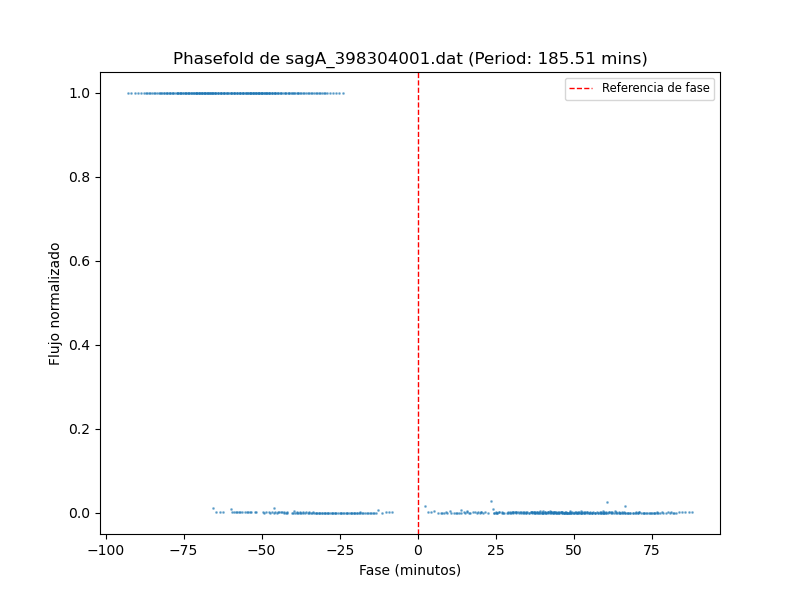 Phasefold de sagA_398304001.dat (Period: 185.51 mins)
Referencia de fase
Flujo normalizado
1.0
0.8
0.6
0.4
0.2
0.0
−100 −75 −50 −25 0 25 50 75
Fase (minutos)